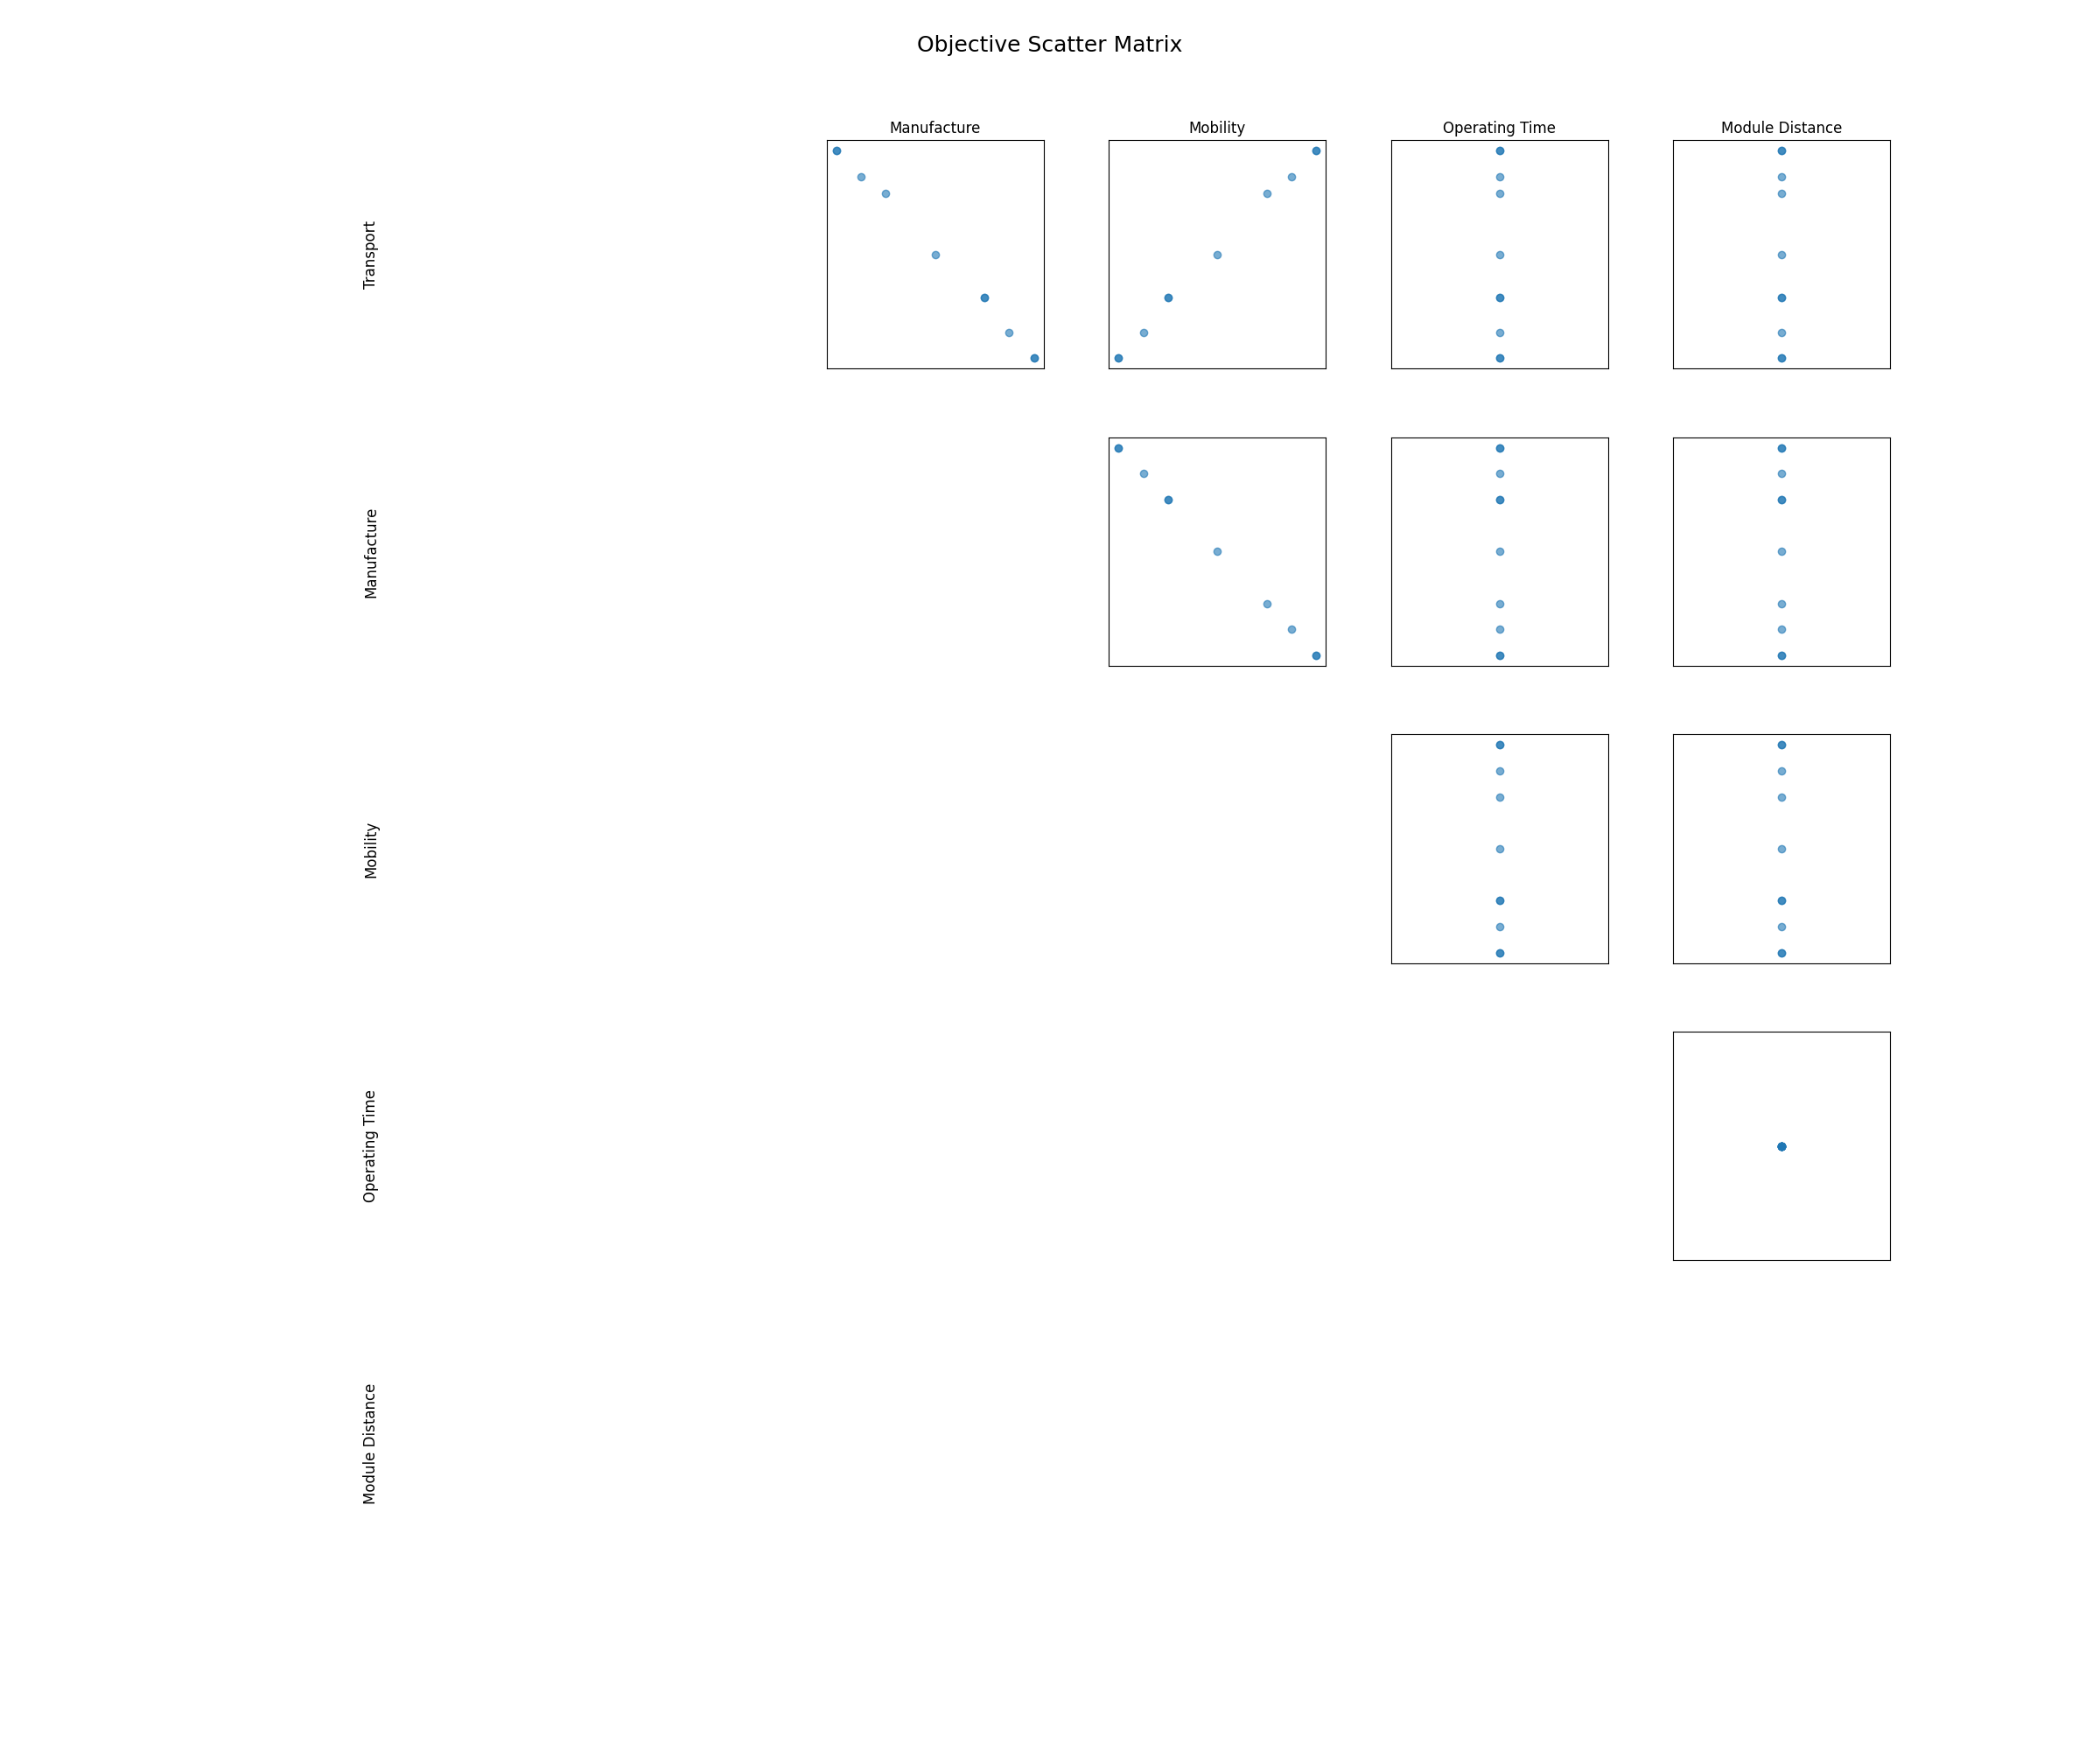 Objective Scatter Matrix
Manufacture
Mobility
Operating Time
Module Distance
Transport
Manufacture
Mobility
Operating Time
Module Distance